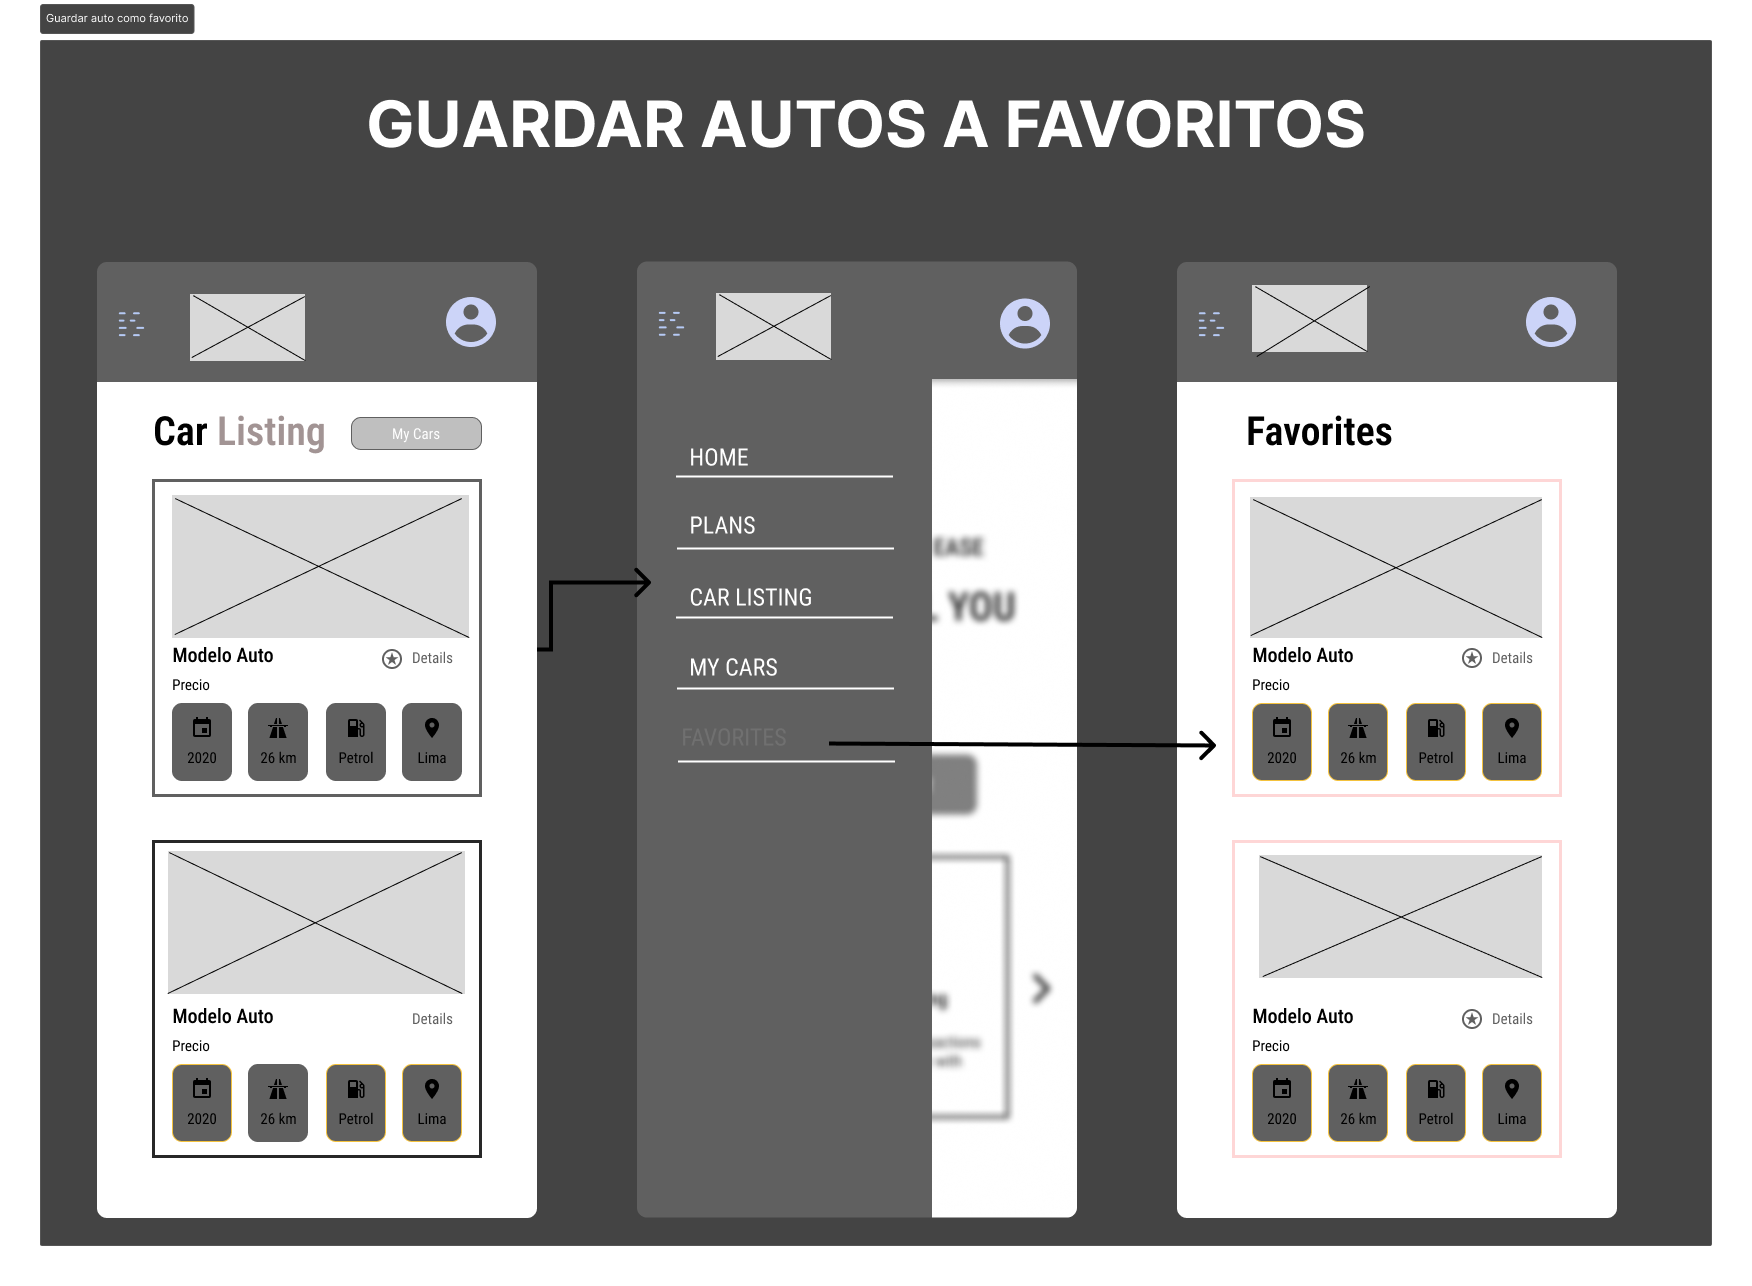 Guardar auto como favorito
GUARDAR AUTOS A FAVORITOS
Car Listing
My Cars
Modelo Auto
Details
Precio
2020
26 km
Petrol
Lima
Modelo Auto
Details
Precio
2020
26 km
Petrol
Lima
HOME
PLANS
CAR LISTING
MY CARS
FAVORITES
EASE
YOU
with
Favorites
Modelo Auto
Details
Precio
2020
26 km
Petrol
Lima
Modelo Auto
Details
Precio
2020
26 km
Petrol
Lima